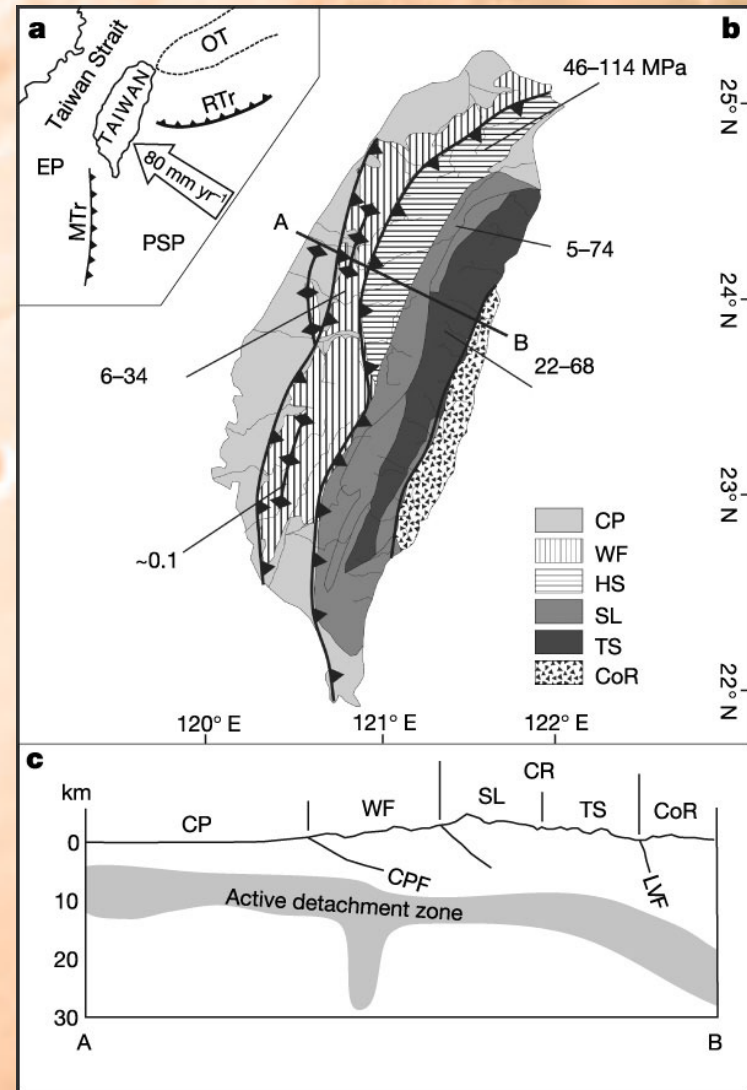 a
Taiwan Strait
OT
TAIWAN
RTr
EP
80 mm yr⁻¹
MTr
PSP
b
46–114 MPa
A
5–74
B
22–68
6–34
~0.1
25° N
24° N
23° N
22° N
CP
WF
HS
SL
TS
CoR
120° E
121° E
122° E
c
km
CR
CP
WF
SL
TS
CoR
0
CPF
LVF
10
Active detachment zone
20
30
A
B